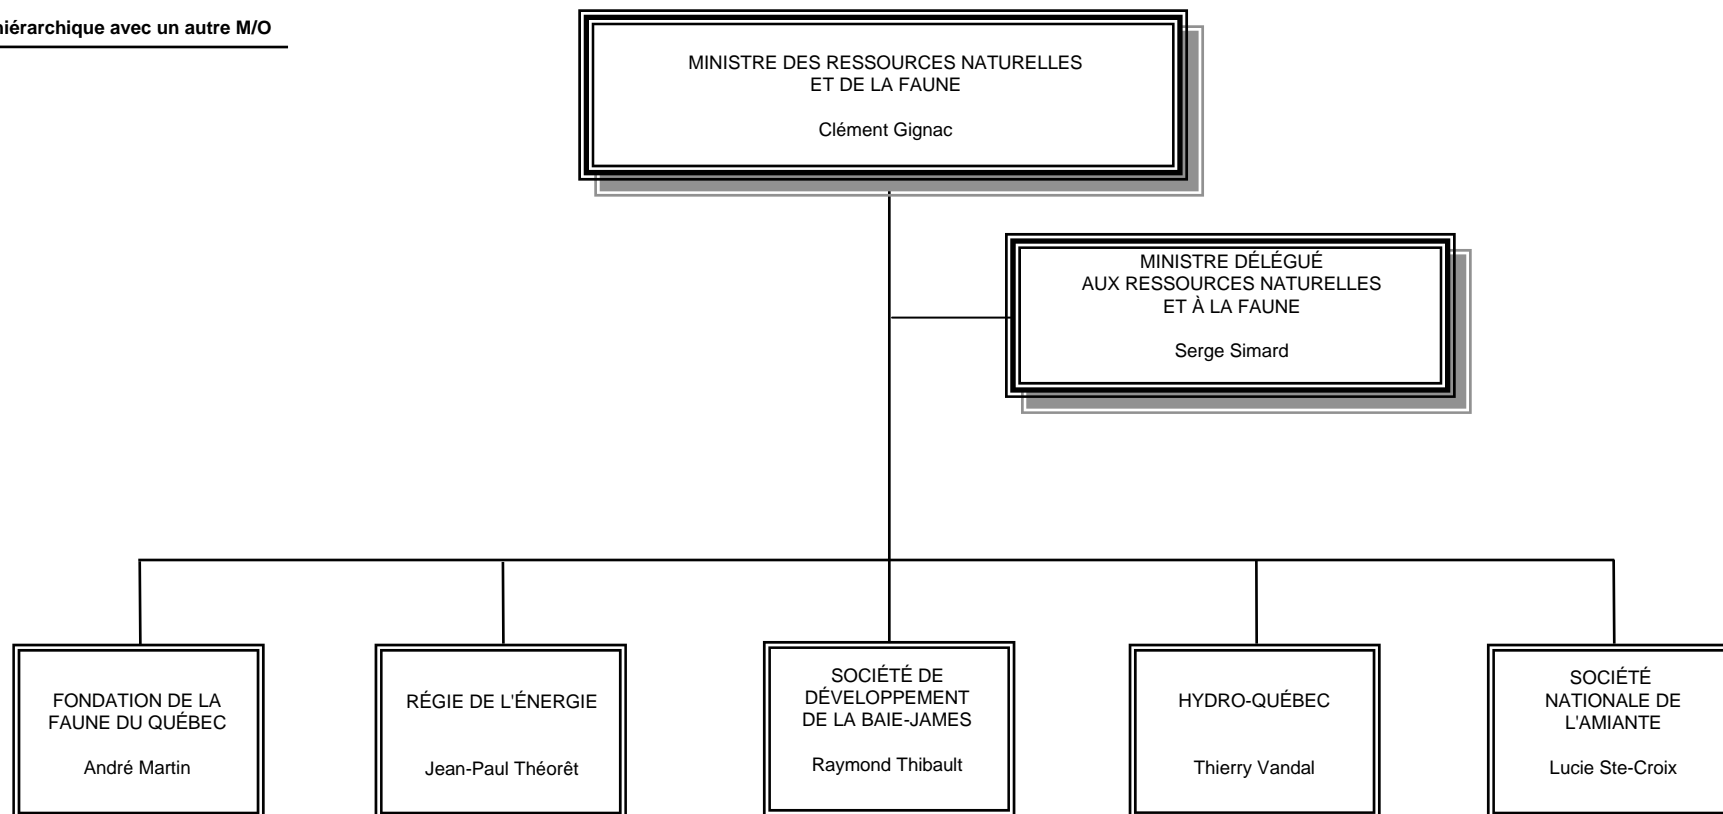 hiérarchique avec un autre M/O
MINISTRE DES RESSOURCES NATURELLES
ET DE LA FAUNE
Clément Gignac
MINISTRE DÉLÉGUÉ
AUX RESSOURCES NATURELLES
ET À LA FAUNE
Serge Simard
FONDATION DE LA
FAUNE DU QUÉBEC
André Martin
RÉGIE DE L'ÉNERGIE
Jean-Paul Théorêt
SOCIÉTÉ DE
DÉVELOPPEMENT
DE LA BAIE-JAMES
Raymond Thibault
HYDRO-QUÉBEC
Thierry Vandal
SOCIÉTÉ
NATIONALE DE
L'AMIANTE
Lucie Ste-Croix